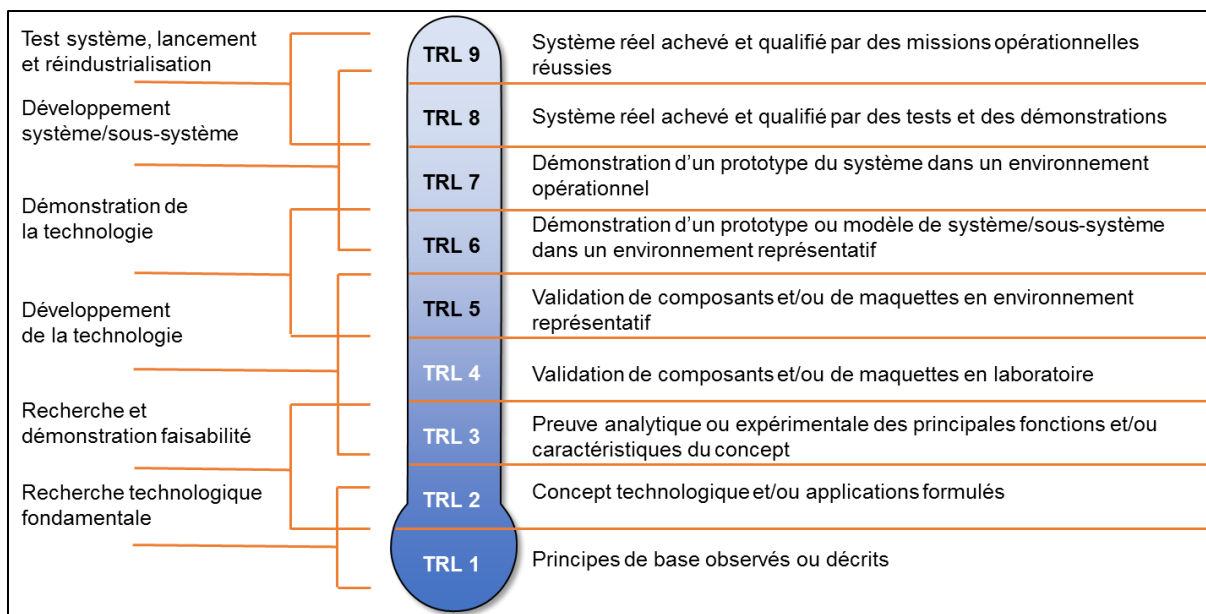 Test système, lancement
et réindustrialisation
Développement
système/sous-système
Démonstration de
la technologie
Développement
de la technologie
Recherche et
démonstration faisabilité
Recherche technologique
fondamentale
TRL 9
Système réel achevé et qualifié par des missions opérationnelles
réussies
TRL 8
Système réel achevé et qualifié par des tests et des démonstrations
TRL 7
Démonstration d'un prototype du système dans un environnement
opérationnel
TRL 6
Démonstration d'un prototype ou modèle de système/sous-système
dans un environnement représentatif
TRL 5
Validation de composants et/ou de maquettes en environnement
représentatif
TRL 4
Validation de composants et/ou de maquettes en laboratoire
TRL 3
Preuve analytique ou expérimentale des principales fonctions et/ou
caractéristiques du concept
TRL 2
Concept technologique et/ou applications formulés
TRL 1
Principes de base observés ou décrits